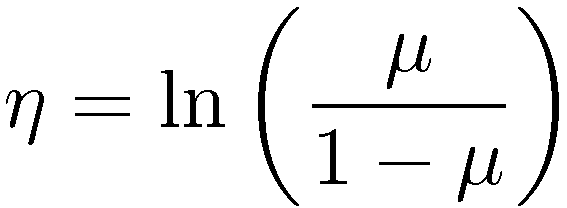 η = ln ( μ / 1 − μ )